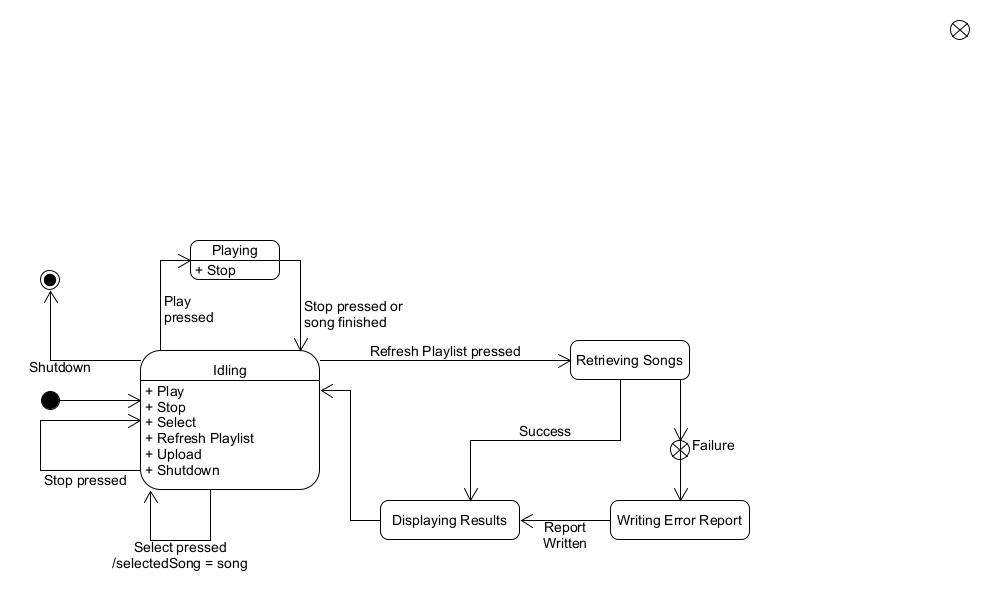 Playing
+ Stop
Play
pressed
Stop pressed or
song finished
Shutdown
Idling
+ Play
+ Stop
+ Select
+ Refresh Playlist
+ Upload
+ Shutdown
Refresh Playlist pressed
Retrieving Songs
Success
Failure
Stop pressed
Displaying Results
Report
Written
Writing Error Report
Select pressed
/selectedSong = song